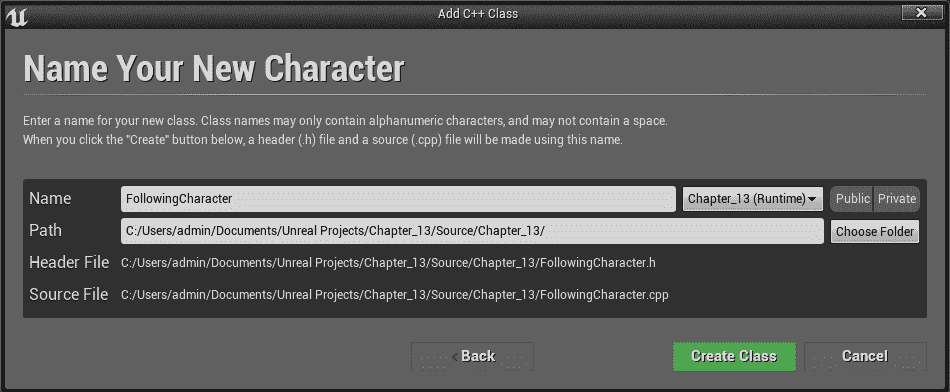 Add C++ Class
Name Your New Character
Enter a name for your new class. Class names may only contain alphanumeric characters, and may not contain a space.
When you click the "Create" button below, a header (.h) file and a source (.cpp) file will be made using this name.
Name FollowingCharacter Chapter_13 (Runtime) Public Private
Path C:/Users/admin/Documents/Unreal Projects/Chapter_13/Source/Chapter_13/ Choose Folder
Header File C:/Users/admin/Documents/Unreal Projects/Chapter_13/Source/Chapter_13/FollowingCharacter.h
Source File C:/Users/admin/Documents/Unreal Projects/Chapter_13/Source/Chapter_13/FollowingCharacter.cpp
Back Create Class Cancel